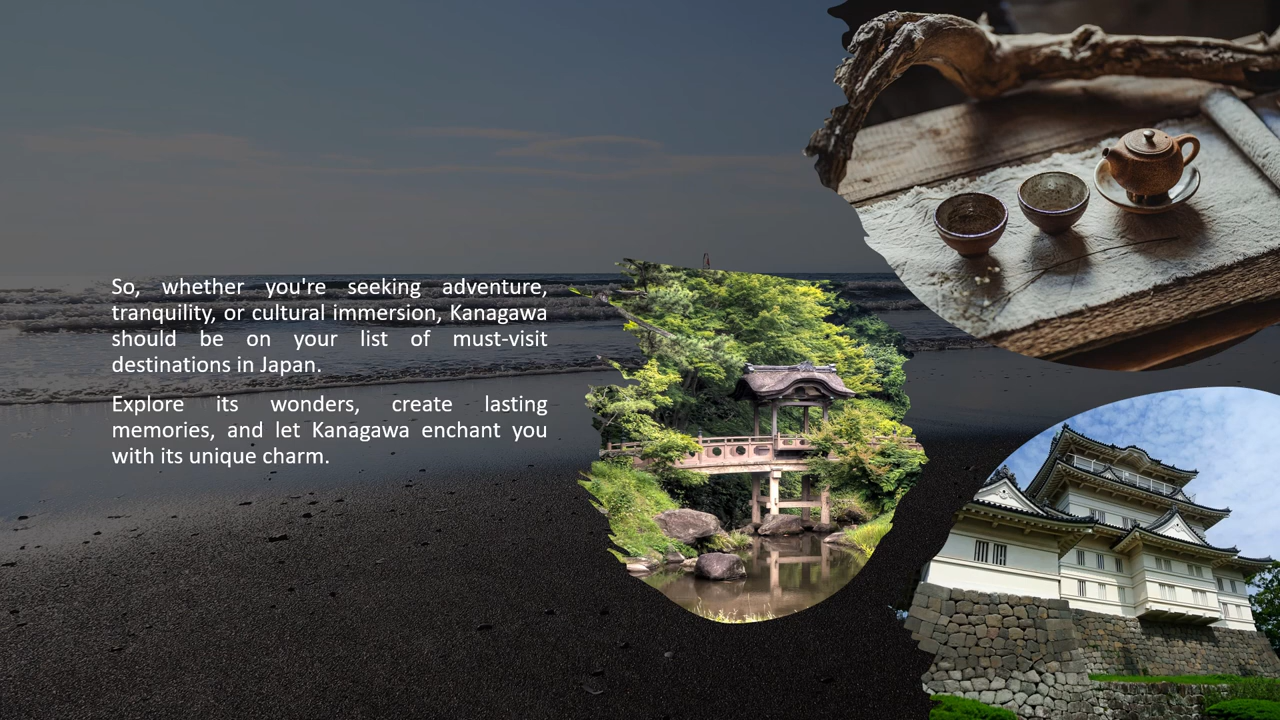 So, whether you're seeking adventure,
tranquility, or cultural immersion, Kanagawa
should be on your list of must-visit
destinations in Japan.
Explore its wonders, create lasting
memories, and let Kanagawa enchant you
with its unique charm.